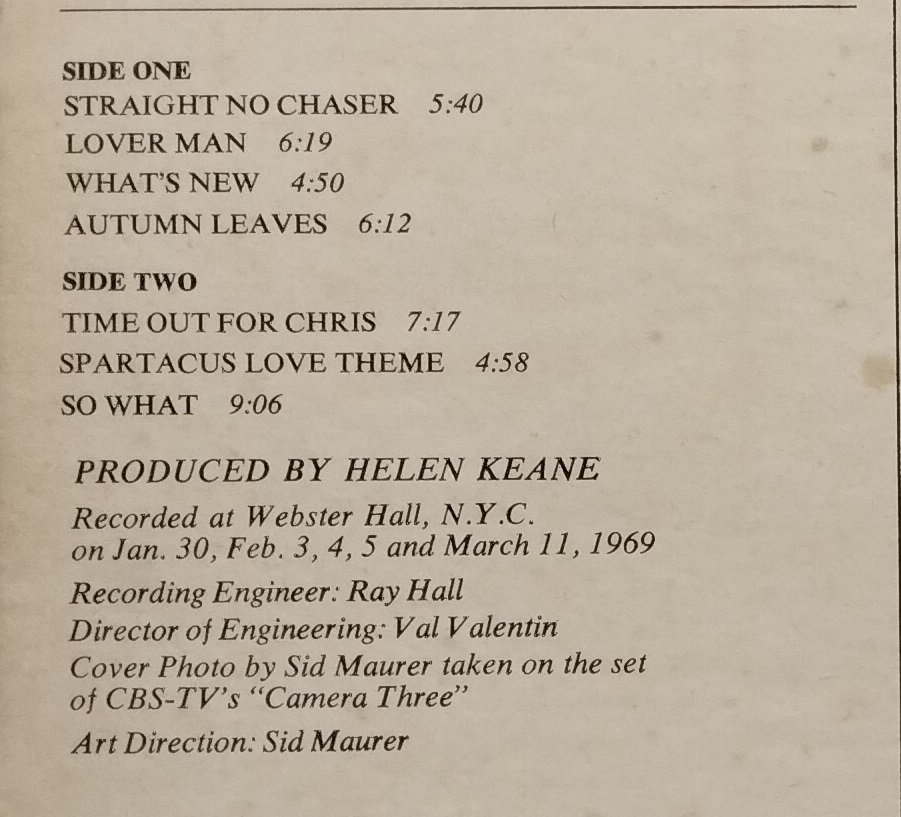 SIDE ONE
STRAIGHT NO CHASER 5:40
LOVER MAN 6:19
WHAT'S NEW 4:50
AUTUMN LEAVES 6:12
SIDE TWO
TIME OUT FOR CHRIS 7:17
SPARTACUS LOVE THEME 4:58
SO WHAT 9:06
PRODUCED BY HELEN KEANE
Recorded at Webster Hall, N.Y.C.
on Jan. 30, Feb. 3, 4, 5 and March 11, 1969
Recording Engineer: Ray Hall
Director of Engineering: Val Valentin
Cover Photo by Sid Maurer taken on the set
of CBS-TV's “Camera Three”
Art Direction: Sid Maurer